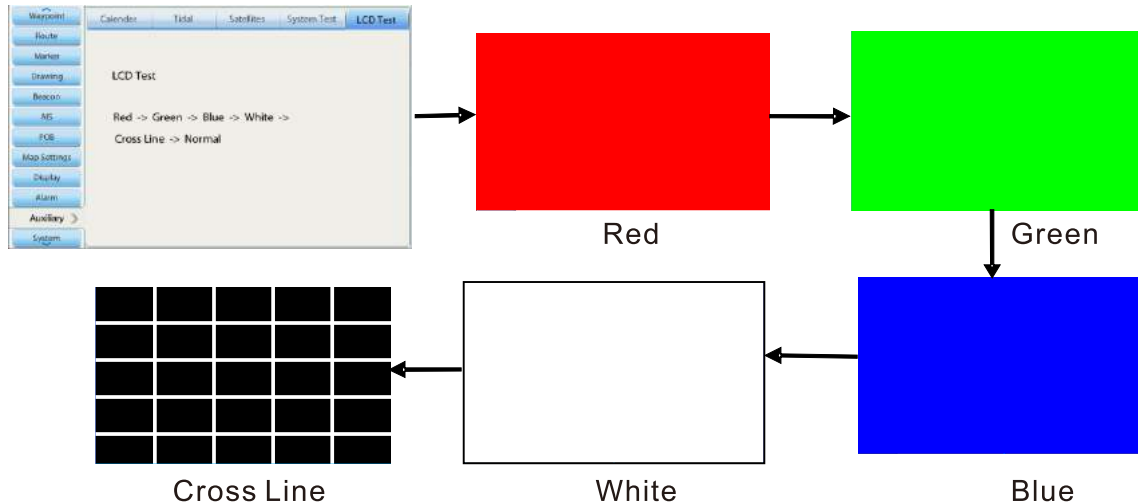 Waypoint
Route
Marker
Drawing
Beacon
AIS
POB
Map Settings
Display
Alarm
Auxiliary
System
Calender Tidal Satellites System Test LCD Test
LCD Test
Red -> Green -> Blue -> White ->
Cross Line -> Normal
Red
Green
Cross Line
White
Blue